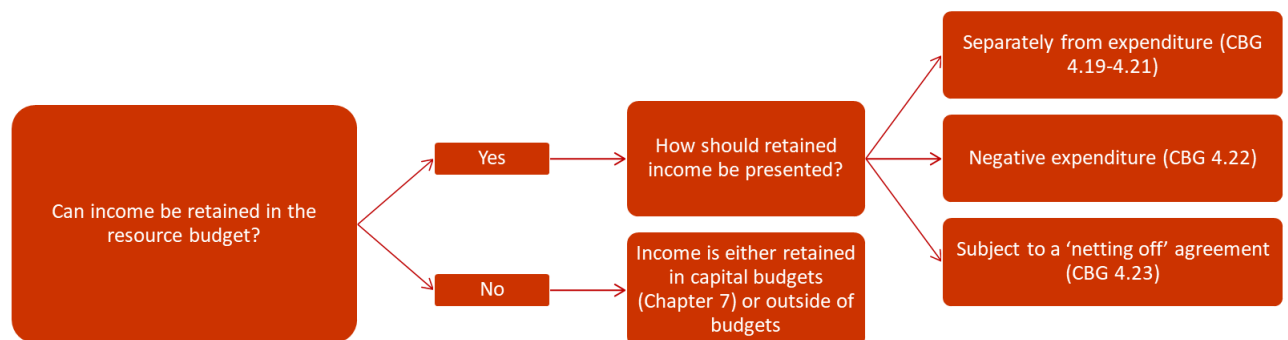 Can income be retained in the
resource budget?
Yes
How should retained
income be presented?
Separately from expenditure (CBG
4.19-4.21)
Negative expenditure (CBG 4.22)
Subject to a ‘netting off’ agreement
(CBG 4.23)
No
Income is either retained
in capital budgets
(Chapter 7) or outside of
budgets